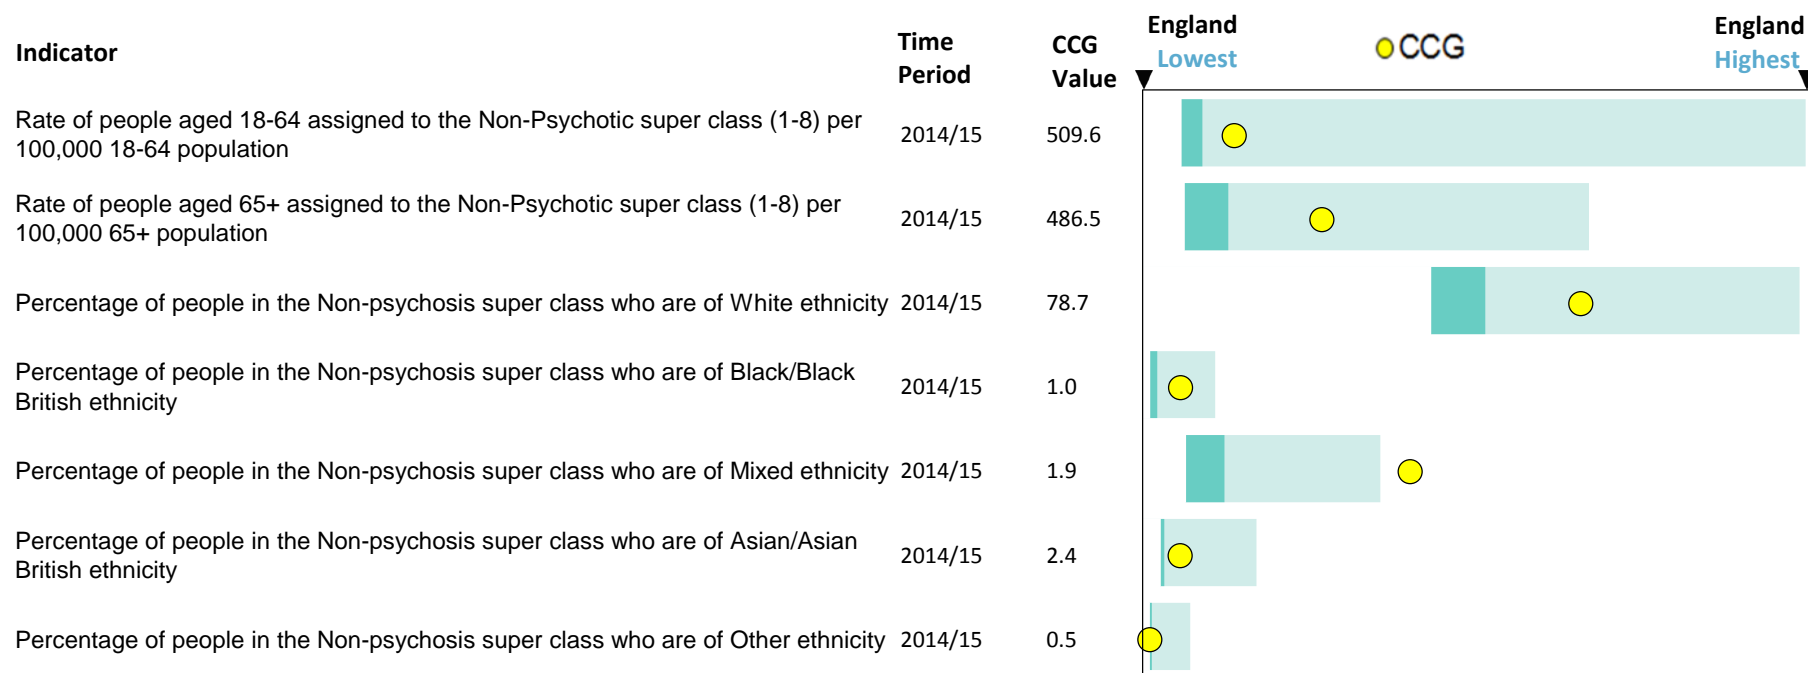 Indicator
Time Period
CCG Value
England Lowest
CCG
England Highest
Rate of people aged 18-64 assigned to the Non-Psychotic super class (1-8) per
100,000 18-64 population
2014/15
509.6
Rate of people aged 65+ assigned to the Non-Psychotic super class (1-8) per
100,000 65+ population
2014/15
486.5
Percentage of people in the Non-psychosis super class who are of White ethnicity
2014/15
78.7
Percentage of people in the Non-psychosis super class who are of Black/Black
British ethnicity
2014/15
1.0
Percentage of people in the Non-psychosis super class who are of Mixed ethnicity
2014/15
1.9
Percentage of people in the Non-psychosis super class who are of Asian/Asian
British ethnicity
2014/15
2.4
Percentage of people in the Non-psychosis super class who are of Other ethnicity
2014/15
0.5